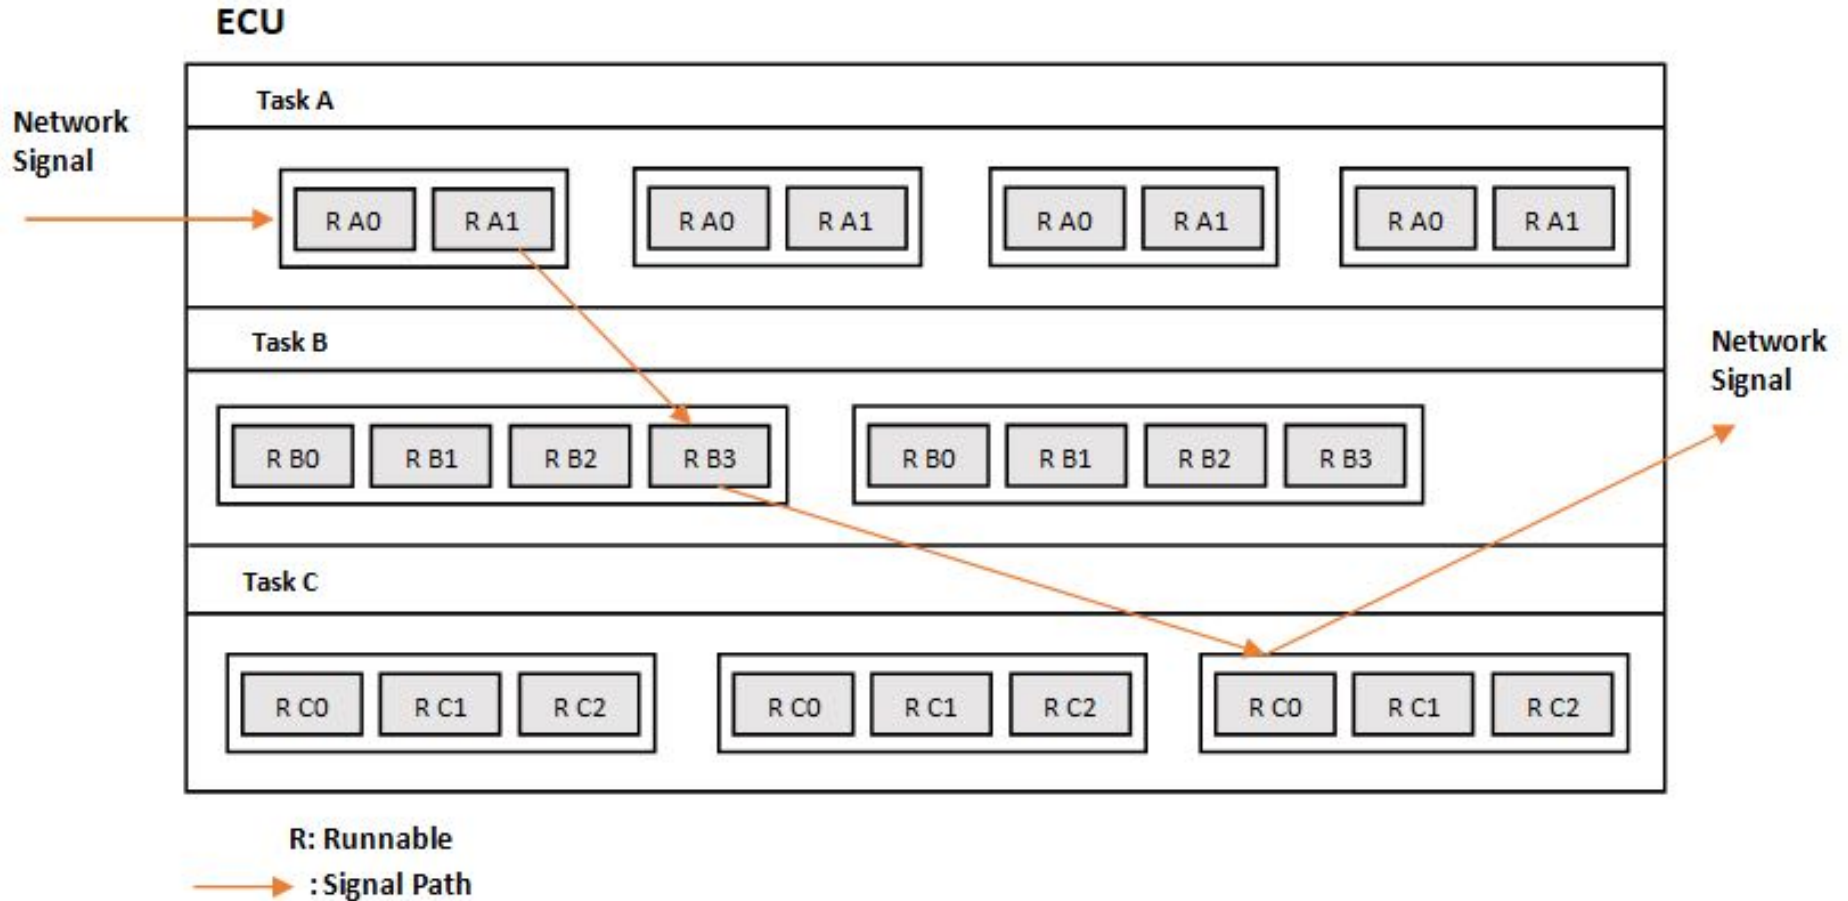 ECU
Task A
Network
Signal
R A0 R A1 R A0 R A1 R A0 R A1 R A0 R A1
Task B
Network
Signal
R B0 R B1 R B2 R B3 R B0 R B1 R B2 R B3
Task C
R C0 R C1 R C2 R C0 R C1 R C2 R C0 R C1 R C2
R: Runnable
: Signal Path